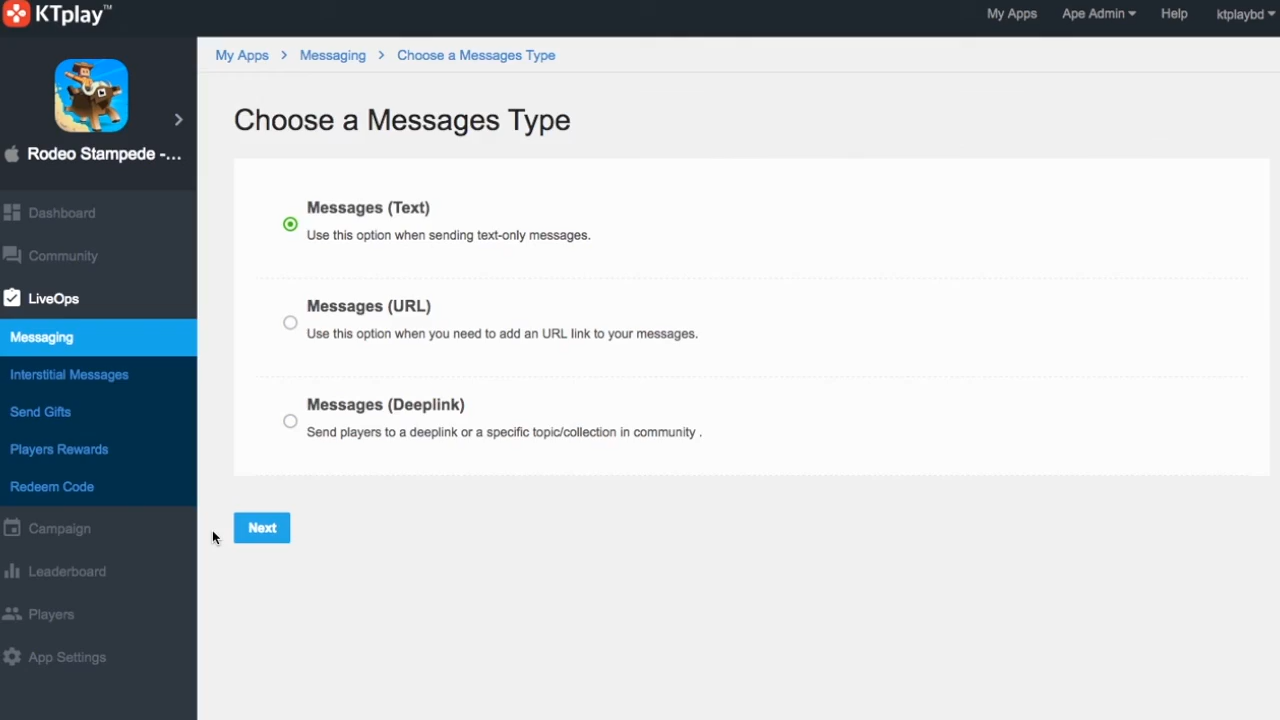 KTplay™
My Apps
Ape Admin
Help
ktplaybd
Rodeo Stampede -...
Dashboard
Community
LiveOps
Messaging
Interstitial Messages
Send Gifts
Players Rewards
Redeem Code
Campaign
Leaderboard
Players
App Settings
My Apps > Messaging > Choose a Messages Type
Choose a Messages Type
Messages (Text)
Use this option when sending text-only messages.
Messages (URL)
Use this option when you need to add an URL link to your messages.
Messages (Deeplink)
Send players to a deeplink or a specific topic/collection in community .
Next